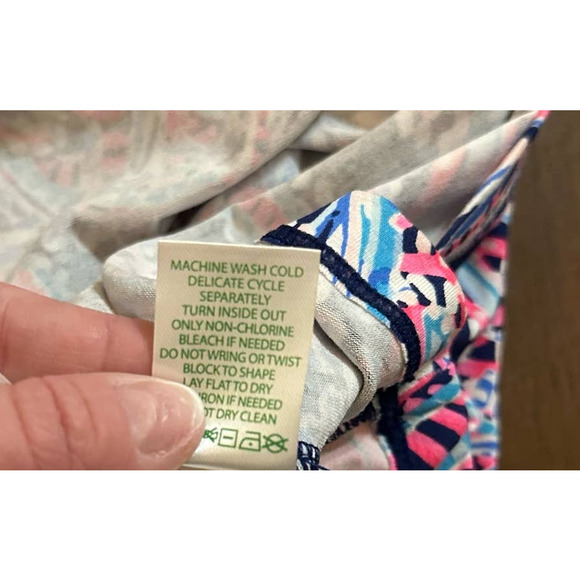 MACHINE WASH COLD
DELICATE CYCLE
SEPARATELY
TURN INSIDE OUT
ONLY NON-CHLORINE
BLEACH IF NEEDED
DO NOT WRING OR TWIST
BLOCK TO SHAPE
LAY FLAT TO DRY
IRON IF NEEDED
DRY CLEAN